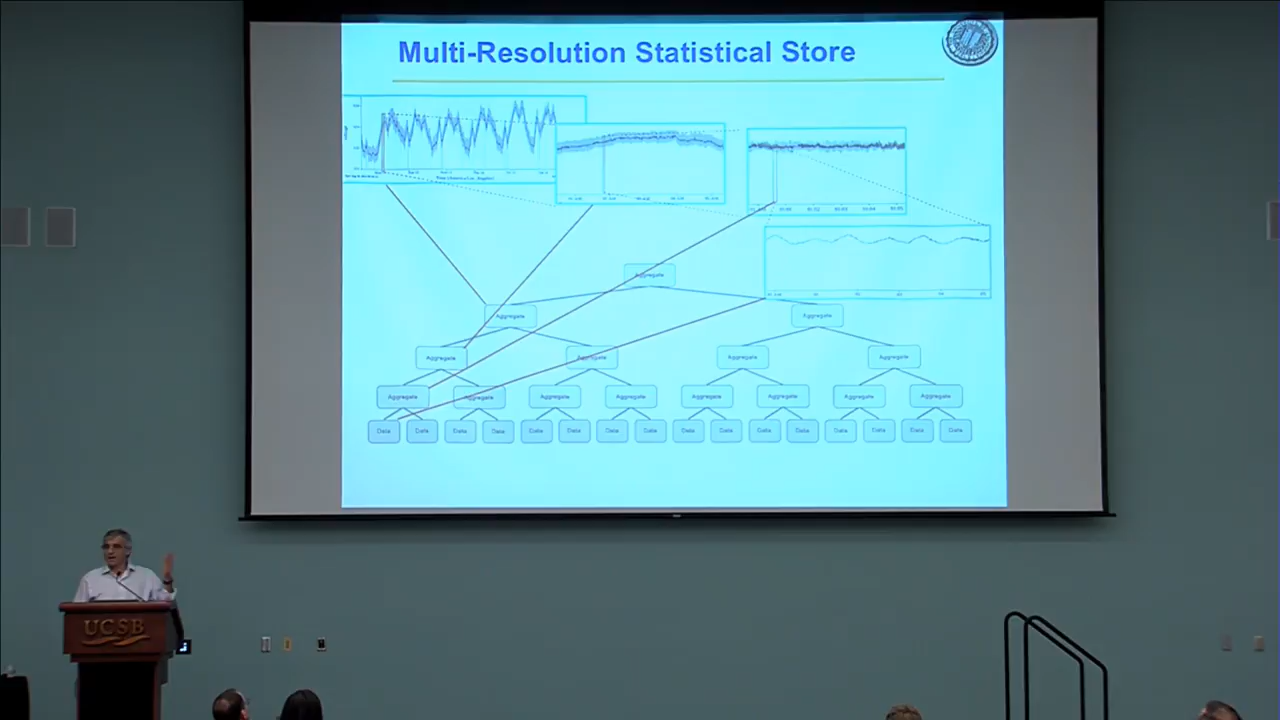 Multi-Resolution Statistical Store
Aggregate
Aggregate Aggregate
Aggregate Aggregate Aggregate Aggregate
Aggregate Aggregate Aggregate Aggregate Aggregate Aggregate Aggregate Aggregate
Data Data Data Data Data Data Data Data Data Data Data Data Data Data Data Data
UCSB